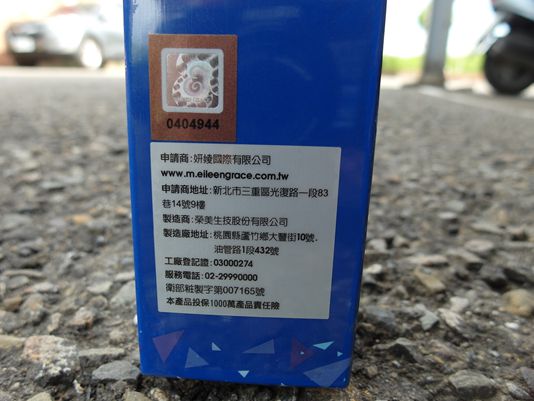 0404944
申請商：妍綾國際有限公司
www.m.eileengrace.com.tw
申請商地址：新北市三重區光復路一段83
巷14號9樓
製造商：榮美生技股份有限公司
製造廠地址：桃園縣蘆竹鄉大豐街10號.
油管路1段432號
工廠登記證：03000274
服務電話：02-29990000
衛部粧製字第007165號
本產品投保1000萬產品責任險